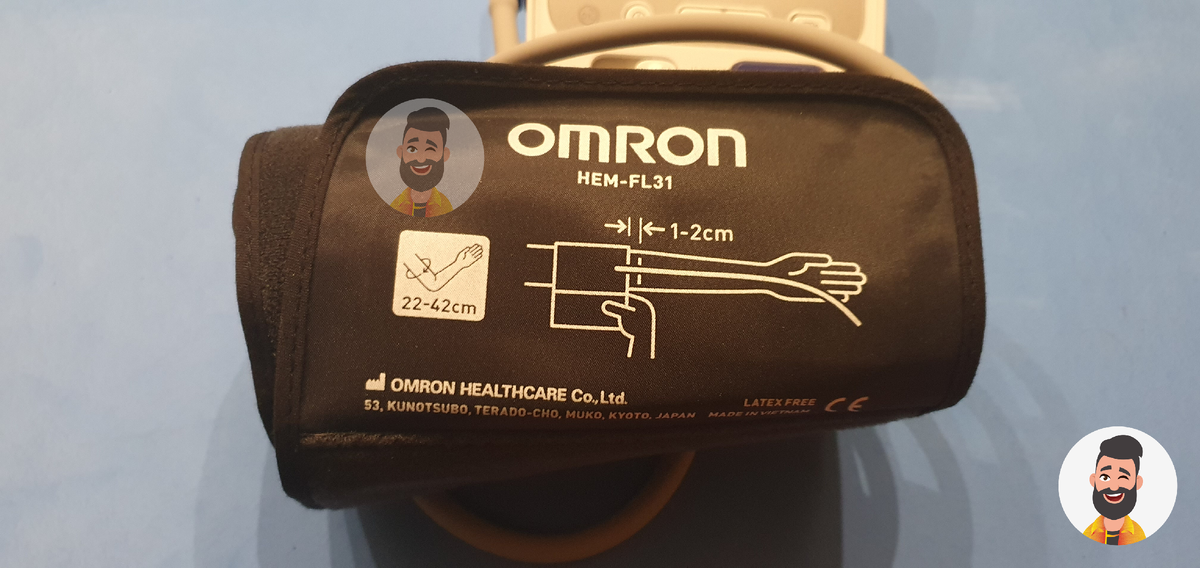 OMRON
HEM-FL31
1-2cm
22-42cm
OMRON HEALTHCARE Co.,Ltd.
53, KUNOTSUBO, TERADO-CHO, MUKO, KYOTO, JAPAN
LATEX FREE
MADE IN VIETNAM
CE